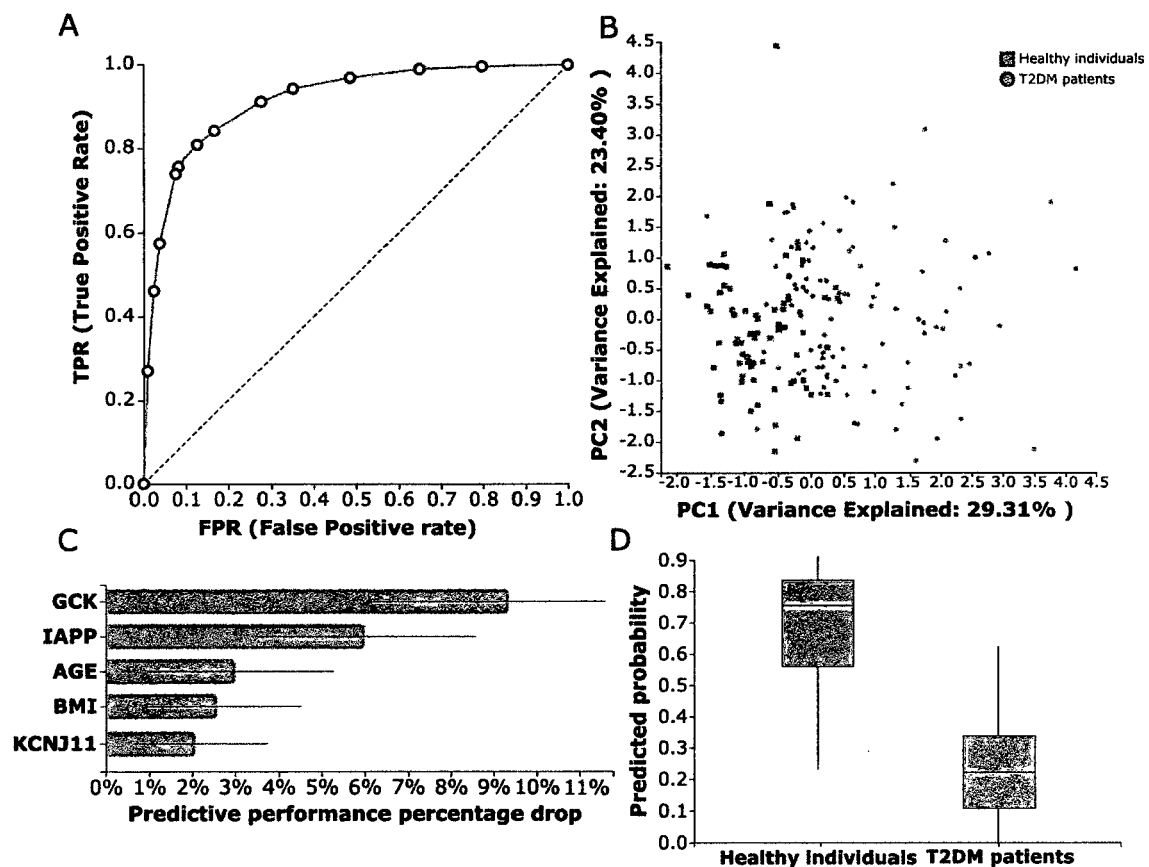 A
TPR (True Positive Rate)
1.0
0.8
0.6
0.4
0.2
0.0
0.0 0.1 0.2 0.3 0.4 0.5 0.6 0.7 0.8 0.9 1.0
FPR (False Positive rate)
B
PC2 (Variance Explained: 23.40% )
4.5
4.0
3.5
3.0
2.5
2.0
1.5
1.0
0.5
0.0
-0.5
-1.0
-1.5
-2.0
-2.5
Healthy individuals
T2DM patients
-2.0 -1.5 -1.0 -0.5 0.0 0.5 1.0 1.5 2.0 2.5 3.0 3.5 4.0 4.5
PC1 (Variance Explained: 29.31% )
C
GCK
IAPP
AGE
BMI
KCNJ11
0% 1% 2% 3% 4% 5% 6% 7% 8% 9% 10% 11%
Predictive performance percentage drop
D
Predicted probability
0.9
0.8
0.7
0.6
0.5
0.4
0.3
0.2
0.1
0.0
Healthy individuals T2DM patients